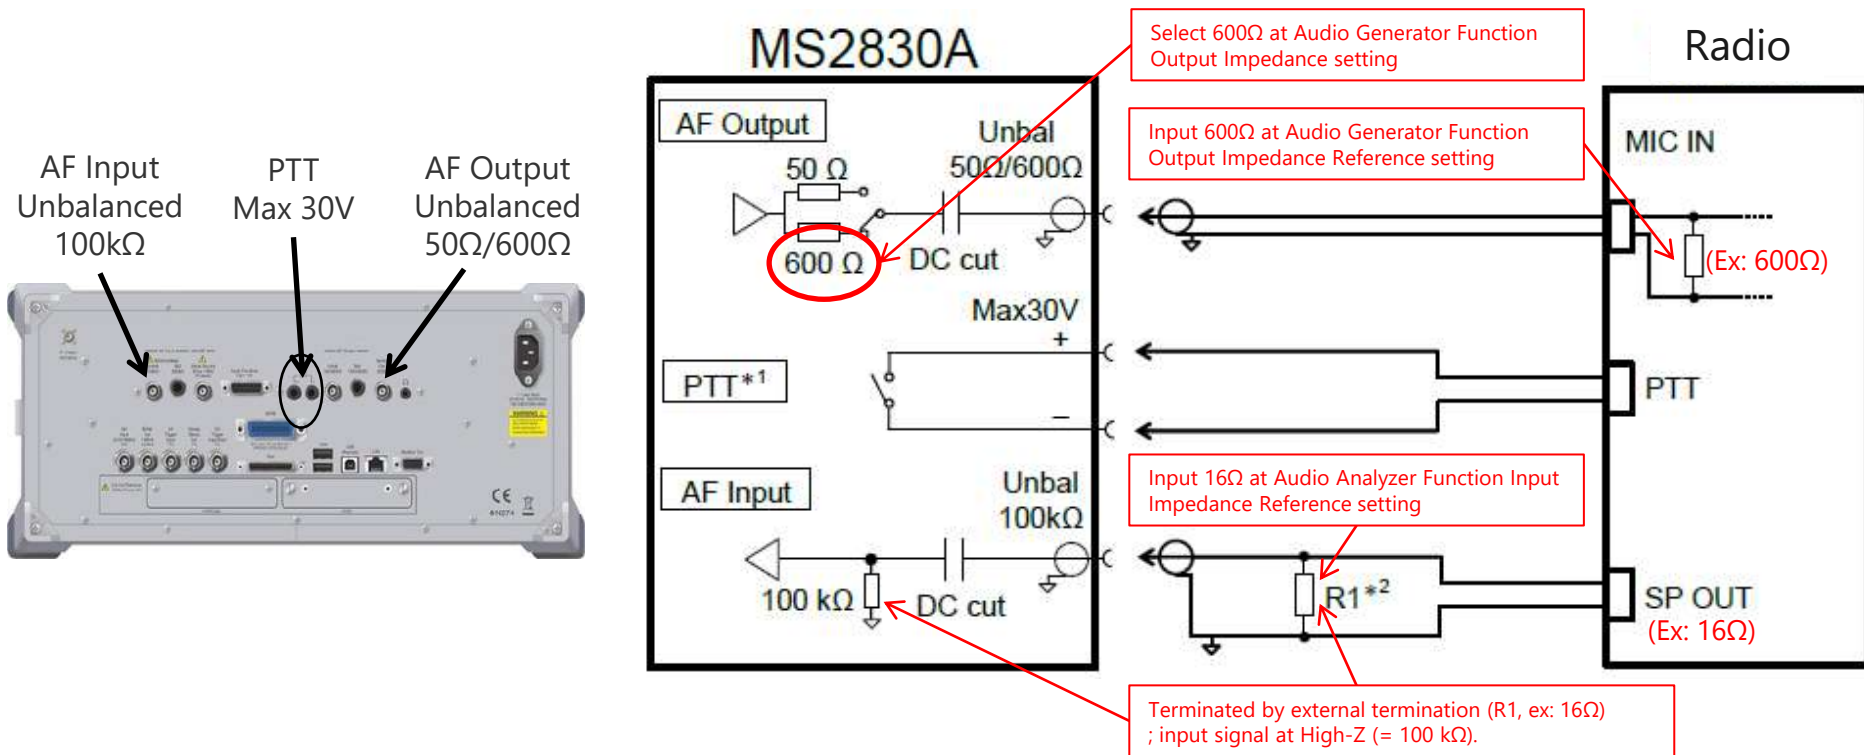 AF Input
Unbalanced
100kΩ
PTT
Max 30V
AF Output
Unbalanced
50Ω/600Ω
MS2830A
Radio
Select 600Ω at Audio Generator Function
Output Impedance setting
AF Output
Unbal
50Ω/600Ω
50 Ω
600 Ω
DC cut
Input 600Ω at Audio Generator Function
Output Impedance Reference setting
MIC IN
(Ex: 600Ω)
Max30V
+
PTT*1
−
PTT
AF Input
Unbal
100kΩ
100 kΩ
DC cut
Input 16Ω at Audio Analyzer Function Input
Impedance Reference setting
R1*2
SP OUT
(Ex: 16Ω)
Terminated by external termination (R1, ex: 16Ω)
; input signal at High-Z (= 100 kΩ).
WARNING
CE